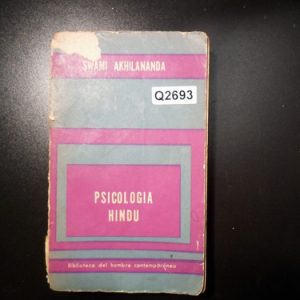 SWAMI AKHILANANDA
Q2693
PSICOLOGIA
HINDU
Biblioteca del hombre contemporáneo